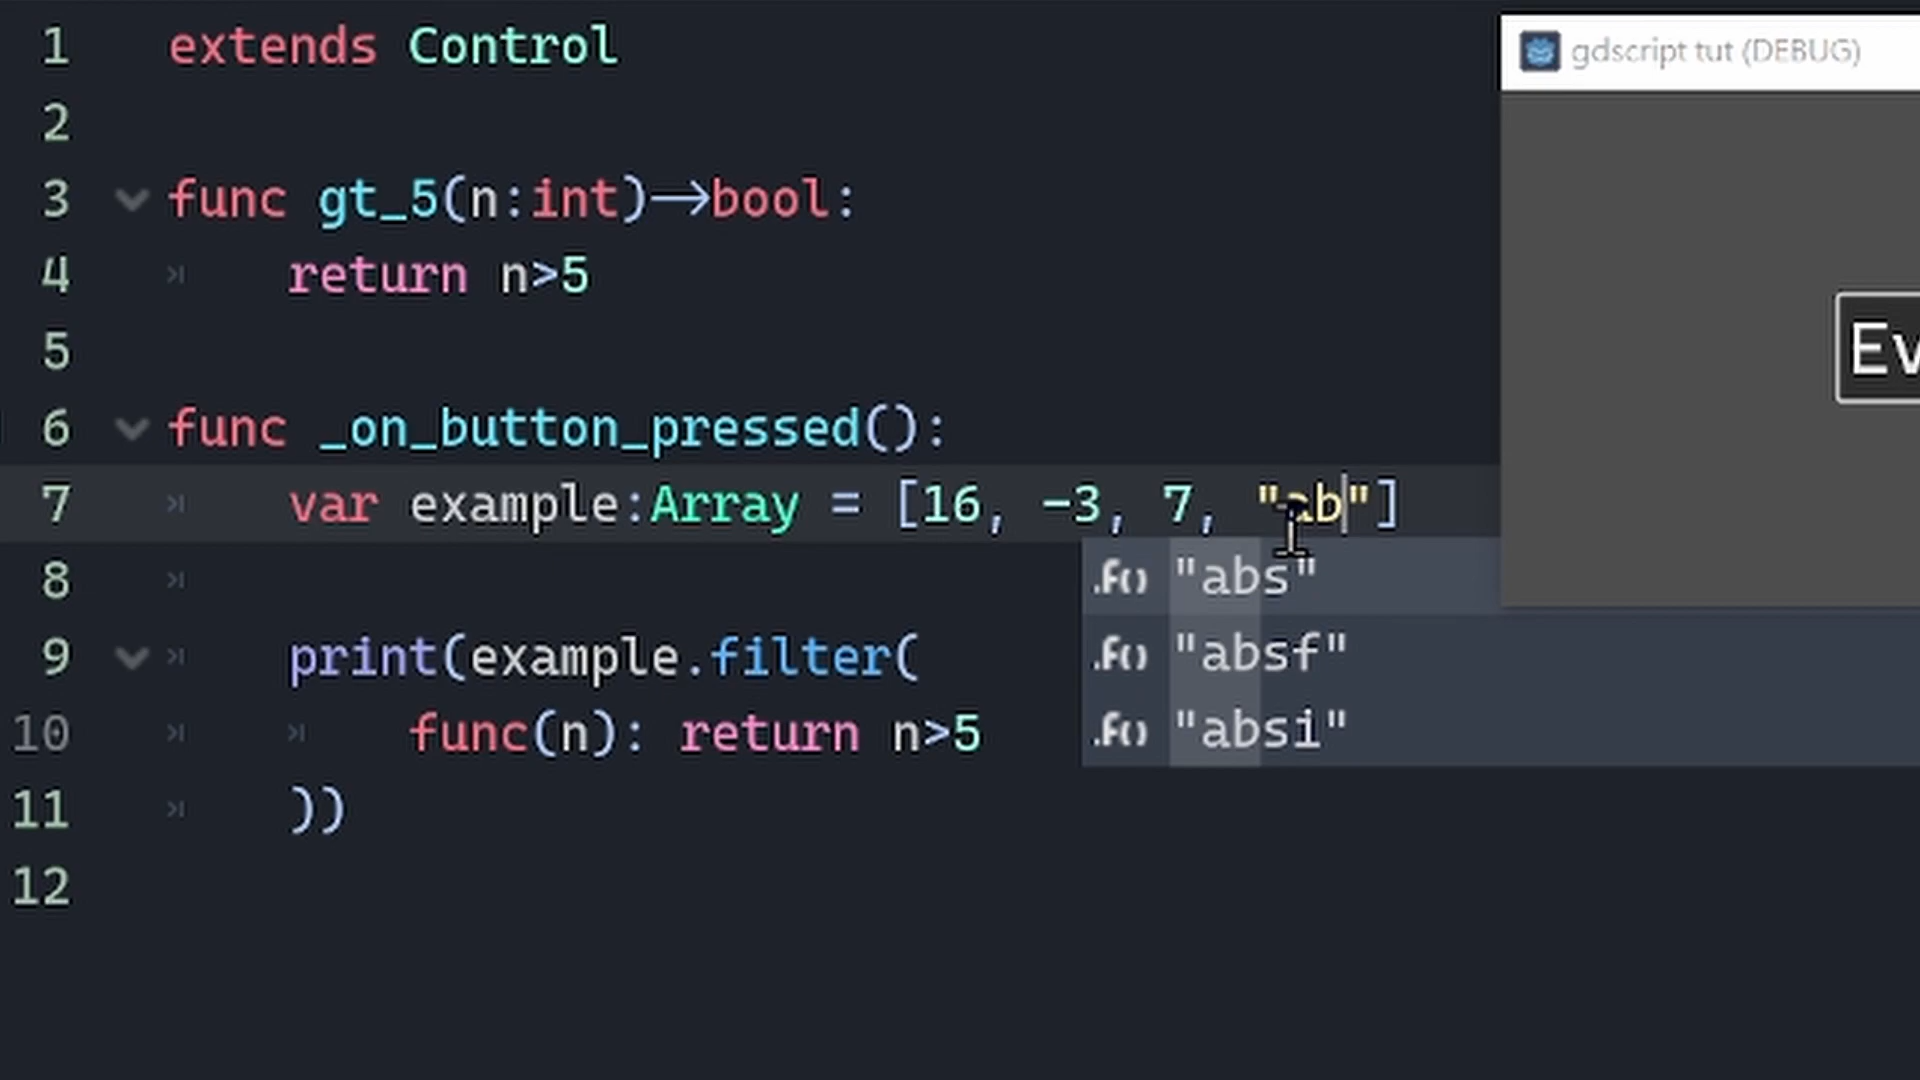 1 extends Control
2
3 func gt_5(n:int)->bool:
4 return n>5
5
6 func _on_button_pressed():
7 var example:Array = [16, -3, 7, "ab"]
8
9 print(example.filter(
10 func(n): return n>5
11 ))
12
.F() "abs"
.F() "absf"
.F() "absi"
gdscript tut (DEBUG)
Ev